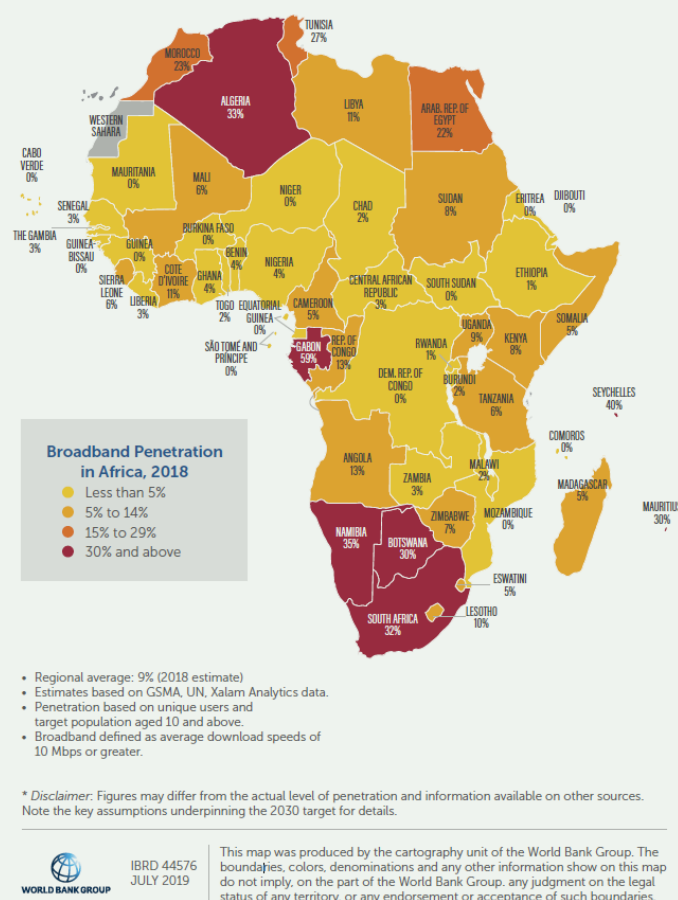 TUNISIA
27%
MOROCCO
23%
ALGERIA
33%
LIBYA
11%
ARAB. REP. OF
EGYPT
22%
WESTERN
SAHARA
CABO
VERDE
0%
MAURITANIA
0%
MALI
6%
NIGER
0%
CHAD
2%
SUDAN
8%
ERITREA
0%
DJIBOUTI
0%
SENEGAL
3%
THE GAMBIA
3%
GUINEA-
BISSAU
0%
GUINEA
0%
BURKINA FASO
0%
BENIN
4%
NIGERIA
4%
SIERRA
LEONE
6%
LIBERIA
3%
COTE
D'IVOIRE
11%
GHANA
4%
TOGO
2%
EQUATORIAL
GUINEA
0%
CAMEROON
5%
CENTRAL AFRICAN
REPUBLIC
3%
SOUTH SUDAN
0%
ETHIOPIA
1%
SOMALIA
5%
SÃO TOMÉ AND
PRÍNCIPE
0%
GABON
59%
REP. OF
CONGO
13%
DEM. REP. OF
CONGO
0%
RWANDA
1%
UGANDA
9%
KENYA
8%
BURUNDI
2%
TANZANIA
6%
SEYCHELLES
40%
COMOROS
0%
ANGOLA
13%
ZAMBIA
3%
MALAWI
2%
MADAGASCAR
5%
MAURITIUS
30%
MOZAMBIQUE
0%
ZIMBABWE
7%
NAMIBIA
35%
BOTSWANA
30%
ESWATINI
5%
LESOTHO
10%
SOUTH AFRICA
32%
Broadband Penetration
in Africa, 2018
Less than 5%
5% to 14%
15% to 29%
30% and above
• Regional average: 9% (2018 estimate)
• Estimates based on GSMA, UN, Xalam Analytics data.
• Penetration based on unique users and
target population aged 10 and above.
• Broadband defined as average download speeds of
10 Mbps or greater.
* Disclaimer: Figures may differ from the actual level of penetration and information available on other sources.
Note the key assumptions underpinning the 2030 target for details.
WORLD BANK GROUP
IBRD 44576
JULY 2019
This map was produced by the cartography unit of the World Bank Group. The
boundaries, colors, denominations and any other information show on this map
do not imply, on the part of the World Bank Group. any judgment on the legal
status of any territory, or any endorsement or acceptance of such boundaries.